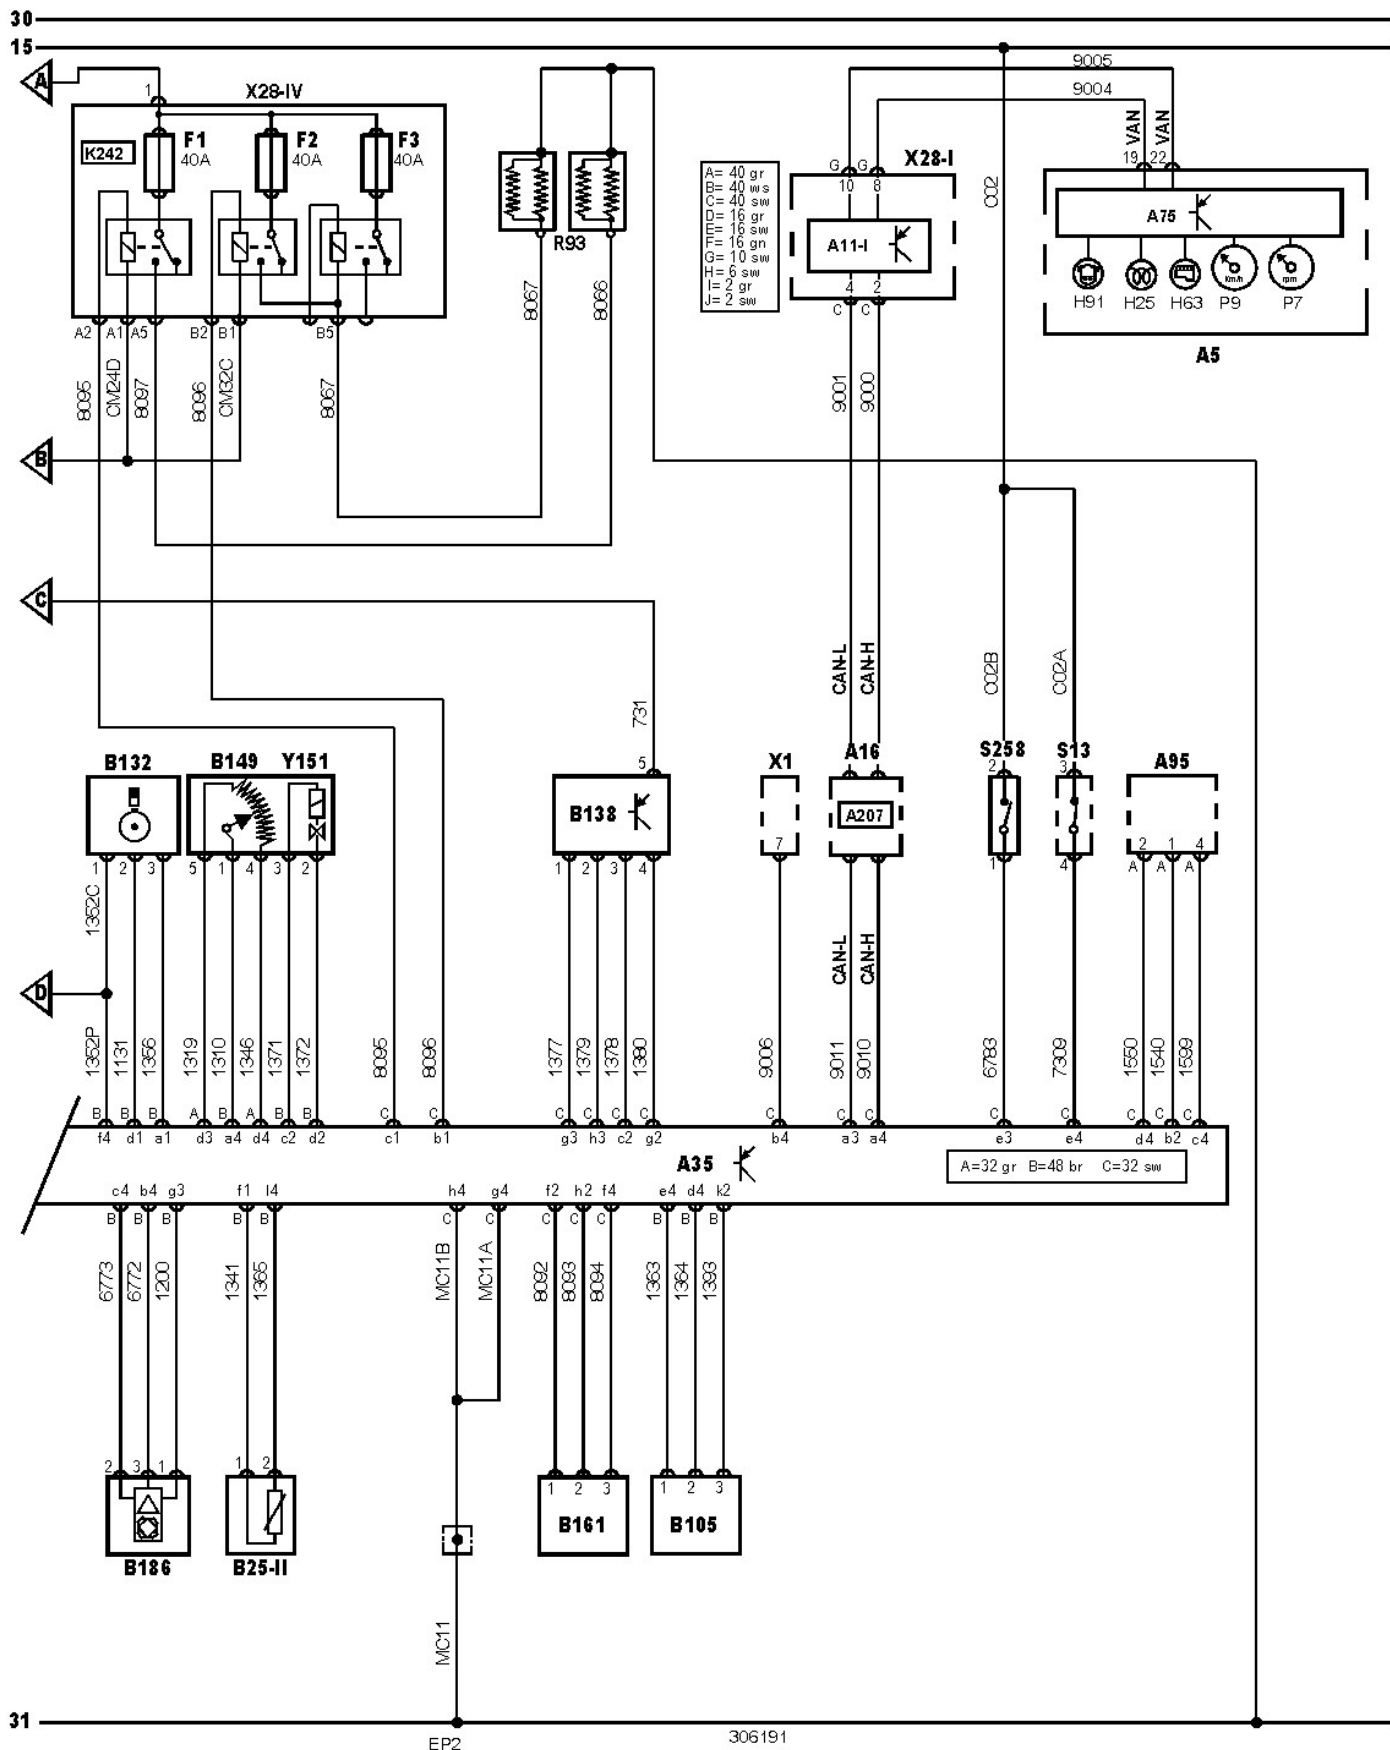 30
15
A
1
X28-IV
K242
F1
40A
F2
40A
F3
40A
A2 A1 A5 B2 B1 B5
8095
CM24D
8097
8096
CM32C
8067
R93
8067
8066
A= 40 gr
B= 40 ws
C= 40 sw
D= 16 gr
E= 16 sw
F= 16 gn
G= 10 sw
H= 6 sw
I= 2 gr
J= 2 sw
9005
9004
VAN
VAN
19 22
G G
10 8
X28-I
A11-I
4 2
C C
9001
9000
C02
A75
Km/h
rpm
H91 H25 H63 P9 P7
A5
B
C
CAN-L
CAN-H
C02B
C02A
731
B132
B149
Y151
5
B138
X1
7
A16
A207
S258
2
1
S13
3
4
A95
2 1 4
A A A
1 2 3
5 1 4 3 2
1 2 3 4
1352C
CAN-L
CAN-H
D
1352P
1131
1356
1319
1310
1346
1371
1372
8095
8096
1377
1379
1378
1380
9006
9011
9010
6783
7309
1550
1540
1599
B B B A B A B B C C C C C C C C C C C C C C
f4 d1 a1 d3 a4 d4 c2 d2 c1 b1 g3 h3 c2 g2 b4 a3 a4 e3 e4 d4 b2 c4
A35
A=32 gr B=48 br C=32 sw
c4 b4 g3 f1 l4 h4 g4 f2 h2 f4 e4 d4 k2
B B B B B C C C C C B B B
6773
6772
1200
1341
1365
MC11B
MC11A
8092
8093
8094
1363
1364
1393
2 3 1
1 2
1 2 3
1 2 3
B161
B105
B186
B25-II
MC11
31
EP2
306191